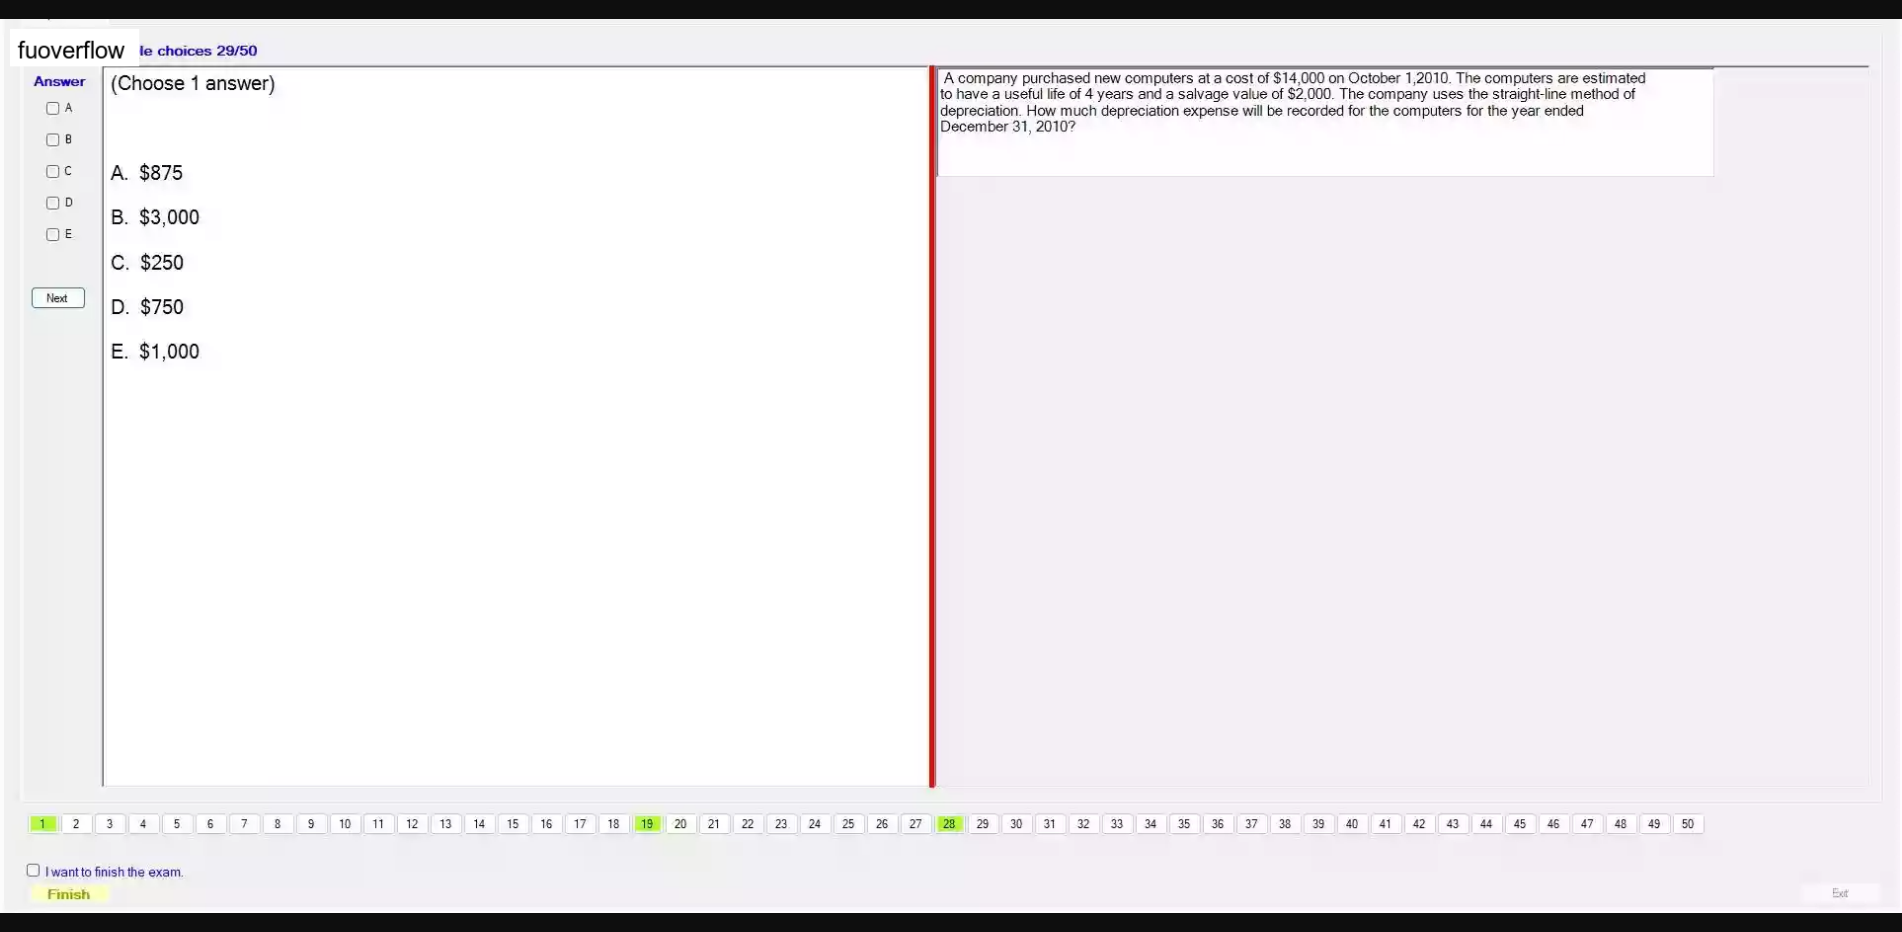 fuoverflow
le choices 29/50
Answer
A
B
C
D
E
Next
(Choose 1 answer)
A. $875
B. $3,000
C. $250
D. $750
E. $1,000
A company purchased new computers at a cost of $14,000 on October 1,2010. The computers are estimated
to have a useful life of 4 years and a salvage value of $2,000. The company uses the straight-line method of
depreciation. How much depreciation expense will be recorded for the computers for the year ended
December 31, 2010?
1 2 3 4 5 6 7 8 9 10 11 12 13 14 15 16 17 18 19 20 21 22 23 24 25 26 27 28 29 30 31 32 33 34 35 36 37 38 39 40 41 42 43 44 45 46 47 48 49 50
I want to finish the exam.
Finish
Exit